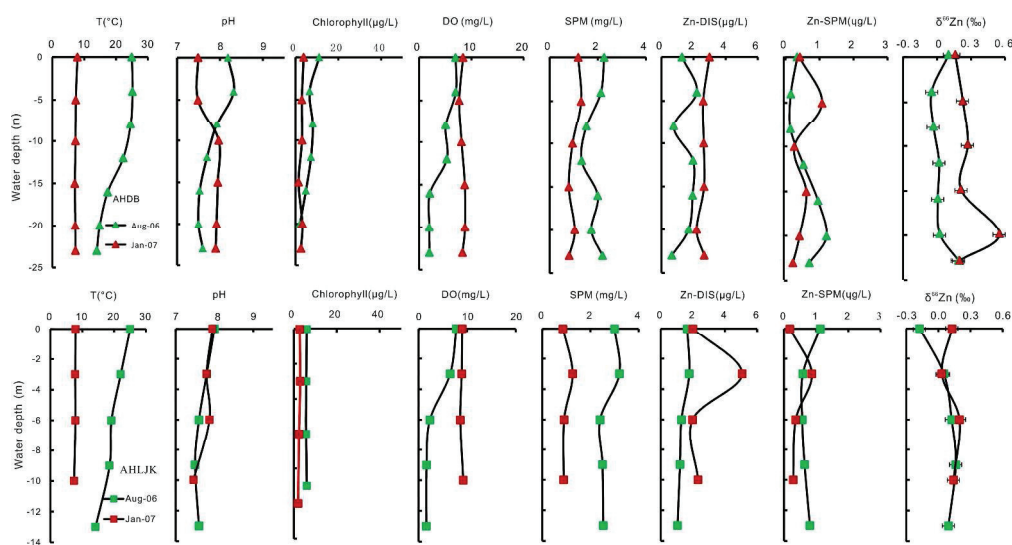 T(°C) pH Chlorophyll(μg/L) DO (mg/L) SPM (mg/L) Zn-DIS(μg/L) Zn-SPM(μg/L) δ⁶⁶Zn (‰)
0 10 20 30 7 8 9 0 20 40 0 10 20 0 2 4 6 0 2 4 6 0 1 2 3 -0.3 0 0.3 0.6
0
-5
-10
-15
-20
-25
Water depth (n)
AHDB
Aug-06
Jan-07
T(°C) pH Chlorophyll(μg/L) DO(mg/L) SPM (mg/L) Zn-DIS(μg/L) Zn-SPM(μg/L) δ⁶⁶Zn (‰)
0 10 20 30 7 8 9 0 20 40 0 10 20 0 2 4 6 0 2 4 6 0 1 2 3 -0.3 0.0 0.3 0.6
0
-2
-4
-6
-8
-10
-12
-14
Water depth (m)
AHLJK
Aug-06
Jan-07